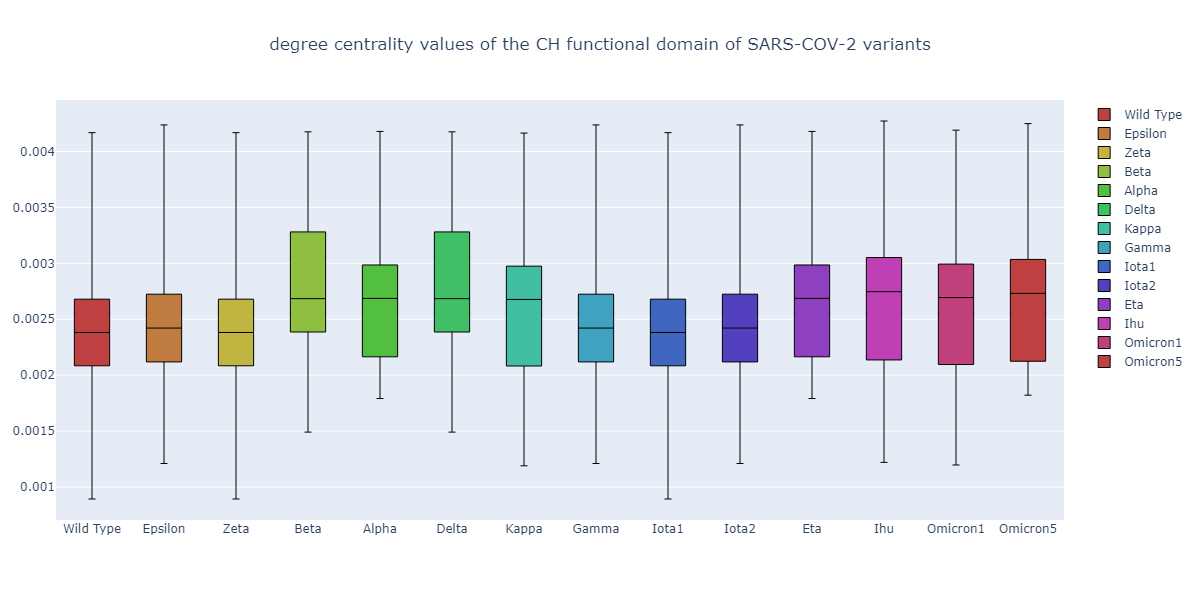 degree centrality values of the CH functional domain of SARS-COV-2 variants
0.004
0.0035
0.003
0.0025
0.002
0.0015
0.001
Wild Type Epsilon Zeta Beta Alpha Delta Kappa Gamma Iota1 Iota2 Eta Ihu Omicron1 Omicron5
Wild Type
Epsilon
Zeta
Beta
Alpha
Delta
Kappa
Gamma
Iota1
Iota2
Eta
Ihu
Omicron1
Omicron5